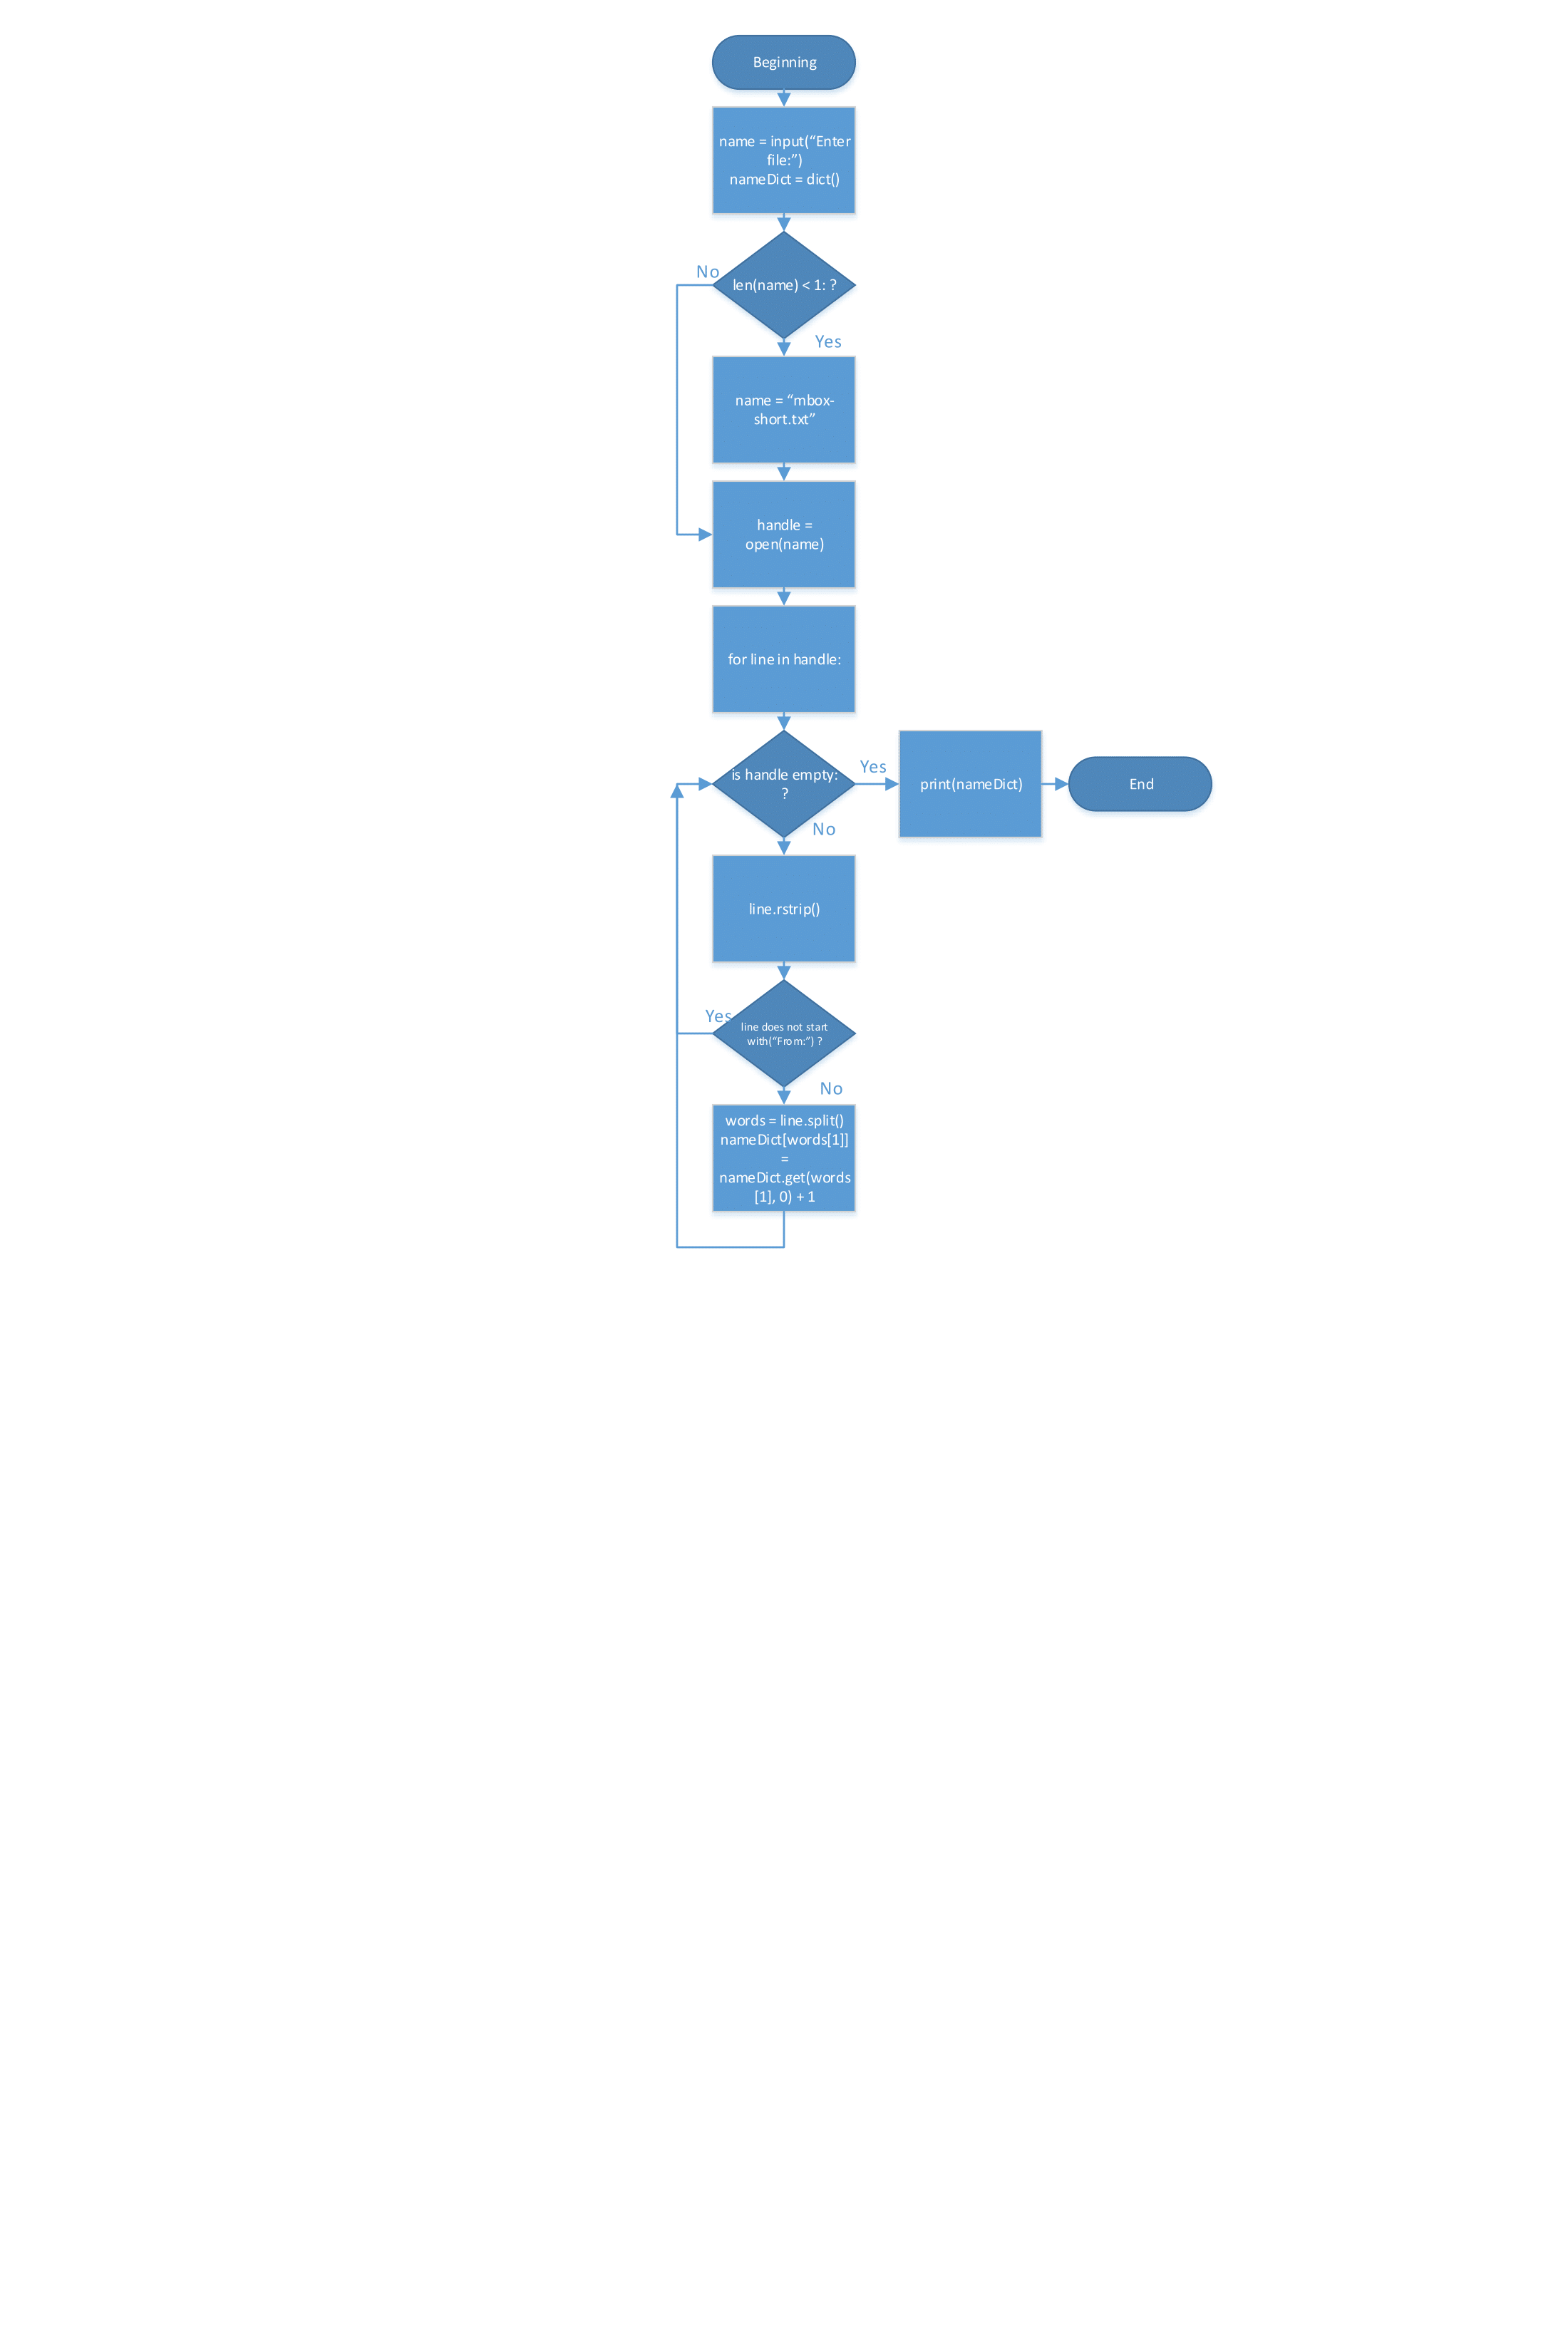 Beginning
name = input(“Enter
file:”)
nameDict = dict()
No
len(name) < 1: ?
Yes
name = “mbox-
short.txt”
handle =
open(name)
for line in handle:
is handle empty:
?
Yes
print(nameDict)
End
No
line.rstrip()
Yes
line does not start
with(“From:”) ?
No
words = line.split()
nameDict[words[1]]
=
nameDict.get(words
[1], 0) + 1